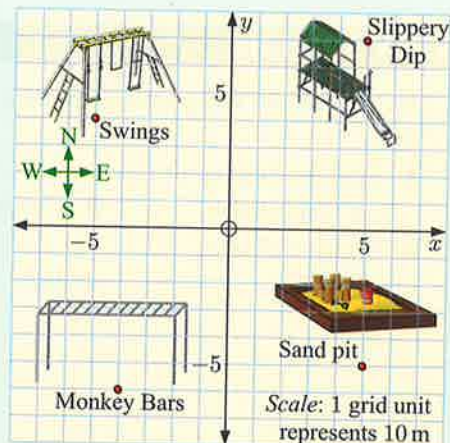 y
Slippery
Dip
5
Swings
N
W E
S
-5
5
x
Sand pit
-5
Monkey Bars
Scale: 1 grid unit
represents 10 m